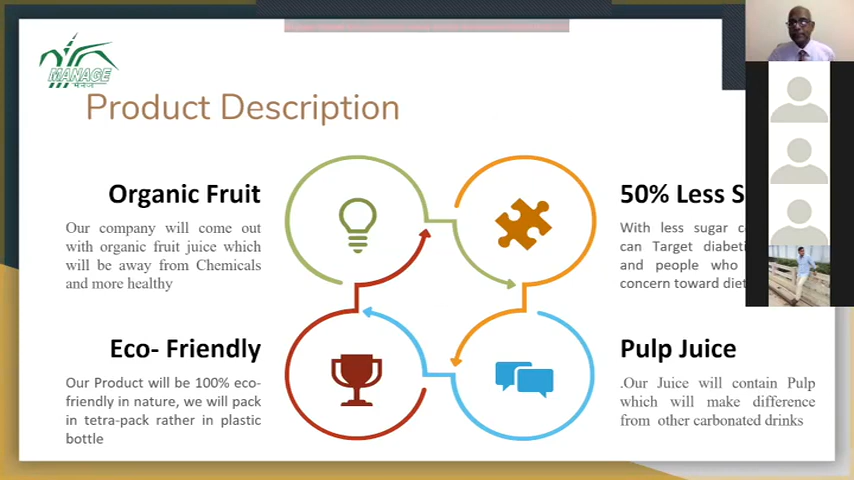 MANAGE
मैनेज
Product Description
Organic Fruit
Our company will come out
with organic fruit juice which
will be away from Chemicals
and more healthy
50% Less
With less sugar
can Target
and people who
concern toward
Eco- Friendly
Our Product will be 100% eco-
friendly in nature, we will pack
in tetra-pack rather in plastic
bottle
Pulp Juice
.Our Juice will contain Pulp
which will make difference
from other carbonated drinks